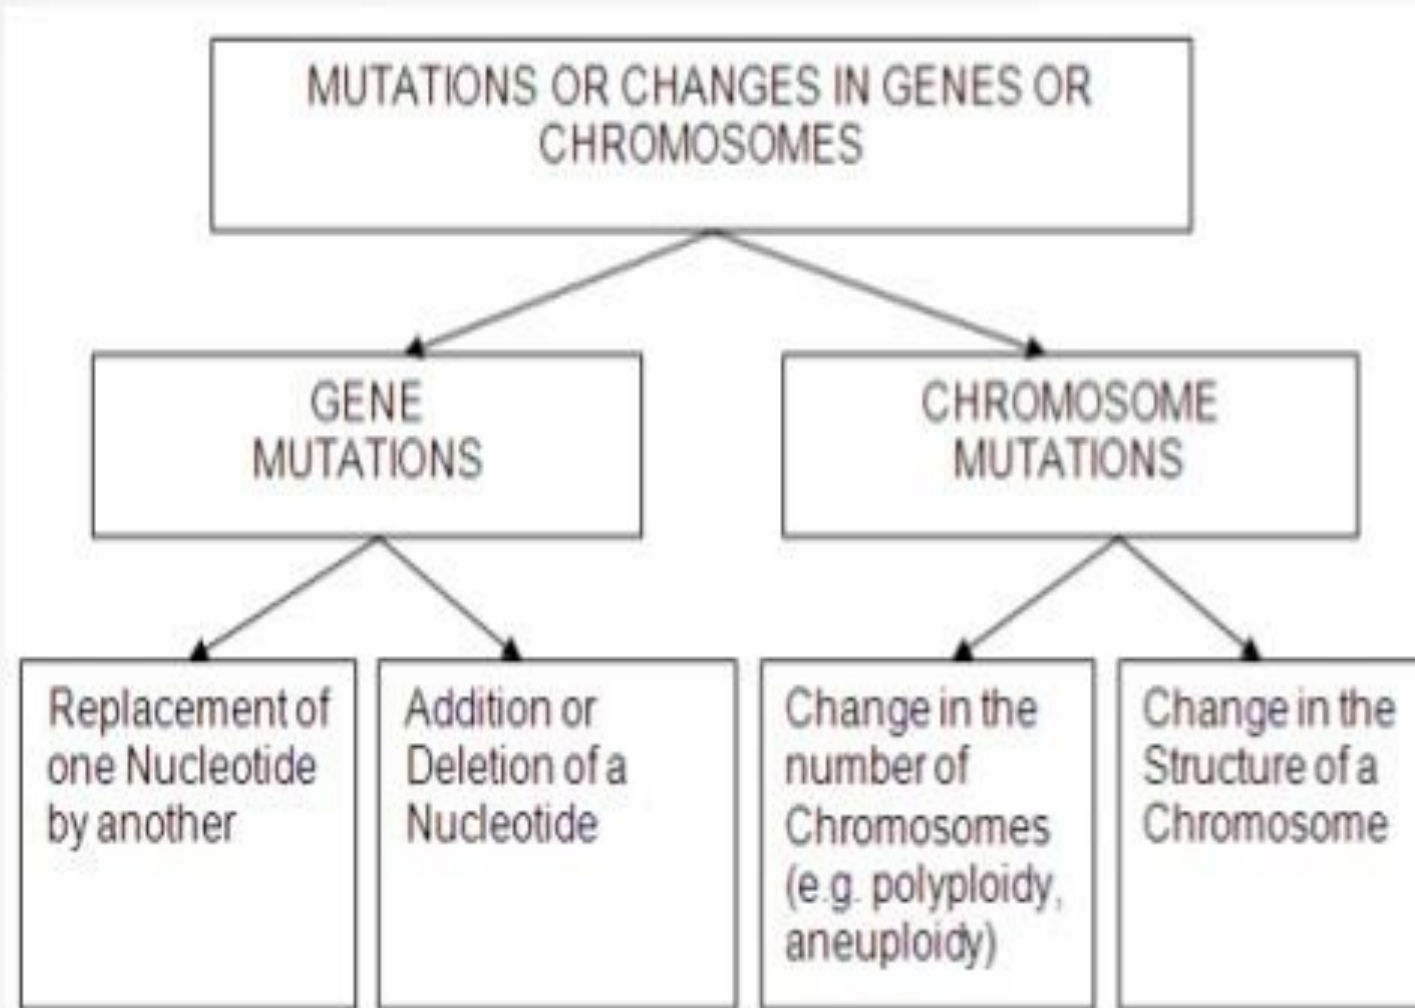 MUTATIONS OR CHANGES IN GENES OR
CHROMOSOMES
GENE
MUTATIONS
CHROMOSOME
MUTATIONS
Replacement of
one Nucleotide
by another
Addition or
Deletion of a
Nucleotide
Change in the
number of
Chromosomes
(e.g. polyploidy,
aneuploidy)
Change in the
Structure of a
Chromosome